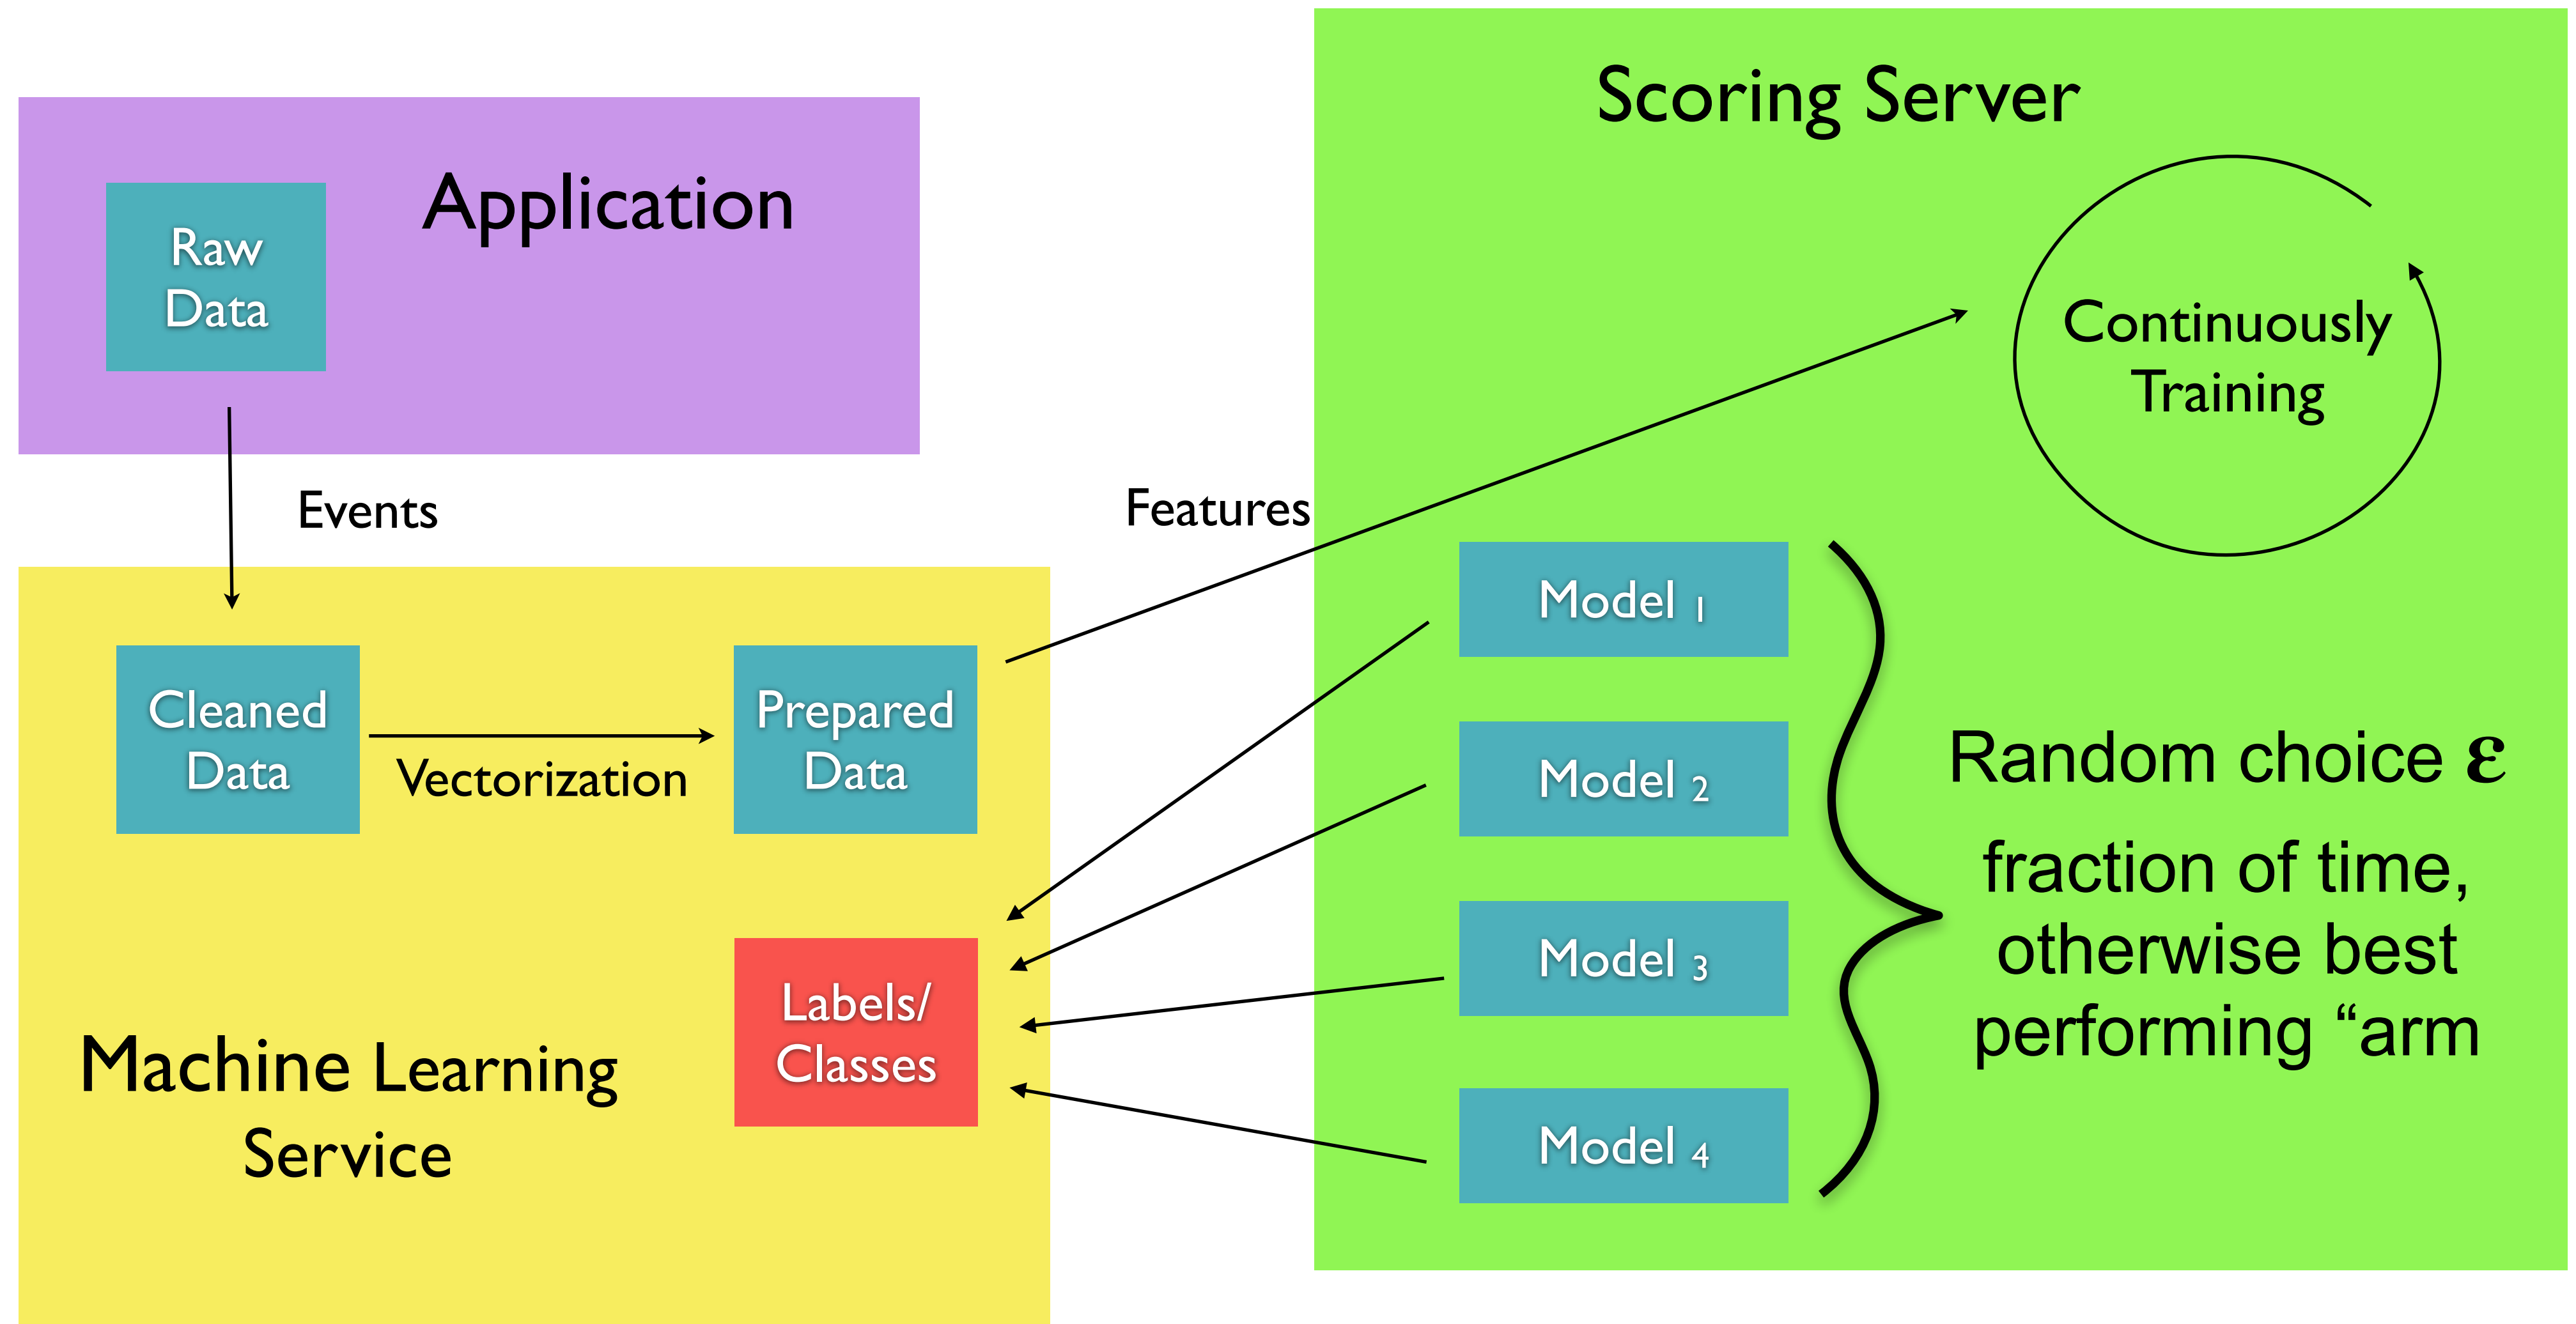 Application
Raw
Data
Events
Cleaned
Data
Vectorization
Prepared
Data
Labels/
Classes
Machine Learning
Service
Features
Scoring Server
Continuously
Training
Model 1
Model 2
Model 3
Model 4
Random choice ε
fraction of time,
otherwise best
performing “arm